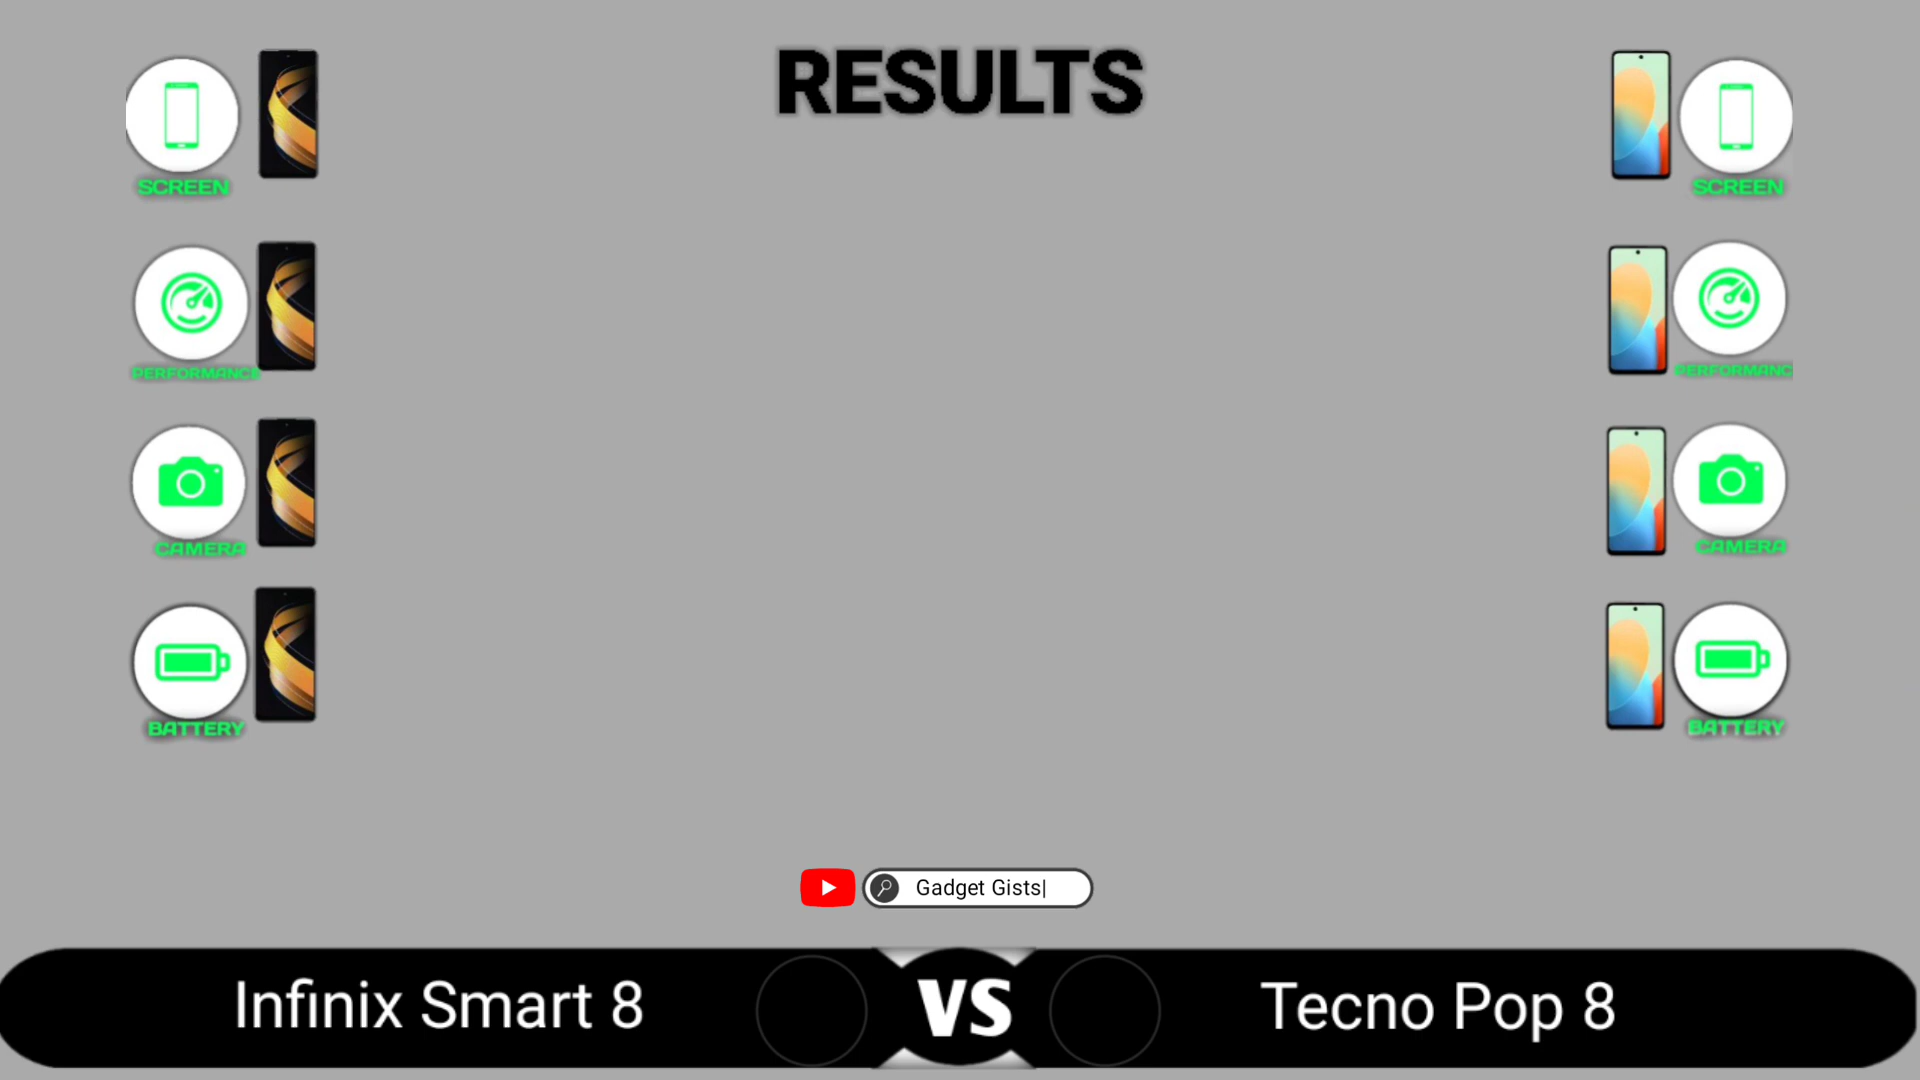 RESULTS
SCREEN
SCREEN
PERFORMANCE
PERFORMANC
CAMERA
CAMERA
BATTERY
BATTERY
Gadget Gists|
Infinix Smart 8
VS
Tecno Pop 8